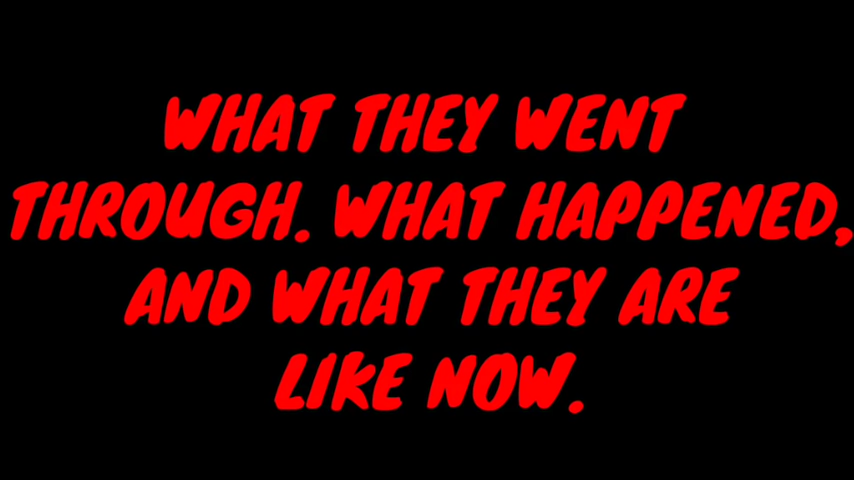 WHAT THEY WENT
THROUGH. WHAT HAPPENED,
AND WHAT THEY ARE
LIKE NOW.